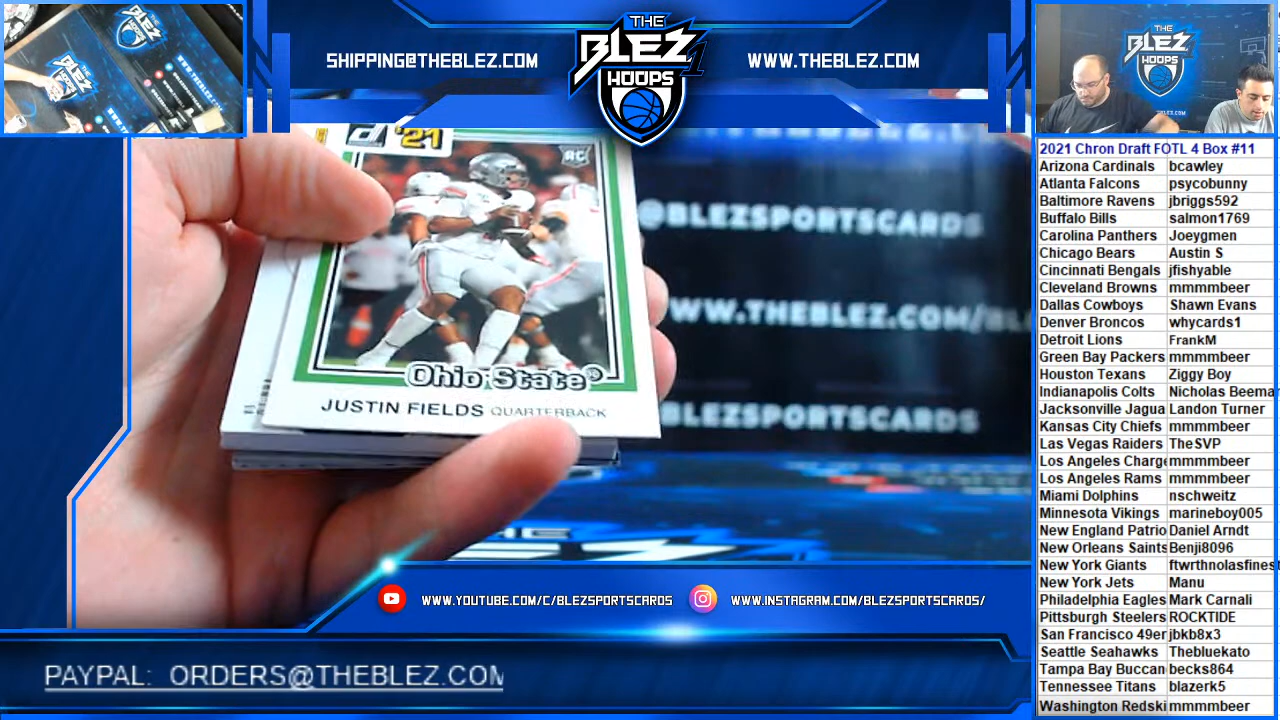 SHIPPING@THEBLEZ.COM
THE
BLEZ
HOOPS
WWW.THEBLEZ.COM
'21
RC
Ohio State
JUSTIN FIELDS QUARTERBACK
@BLEZSPORTSCARDS
WWW.THEBLEZ.COM/BL
BLEZSPORTSCARDS
WWW.YOUTUBE.COM/C/BLEZSPORTSCARDS
WWW.INSTAGRAM.COM/BLEZSPORTSCARDS/
PAYPAL: ORDERS@THEBLEZ.COM
THE
BLEZ
HOOPS
2021 Chron Draft FOTL 4 Box #11
Arizona Cardinals bcawley
Atlanta Falcons psycobunny
Baltimore Ravens jbriggs592
Buffalo Bills salmon1769
Carolina Panthers Joeygmen
Chicago Bears Austin S
Cincinnati Bengals jfishyable
Cleveland Browns mmmmbeer
Dallas Cowboys Shawn Evans
Denver Broncos whycards1
Detroit Lions FrankM
Green Bay Packers mmmmbeer
Houston Texans Ziggy Boy
Indianapolis Colts Nicholas Beeman
Jacksonville Jagua Landon Turner
Kansas City Chiefs mmmmbeer
Las Vegas Raiders TheSVP
Los Angeles Charge mmmmbeer
Los Angeles Rams mmmmbeer
Miami Dolphins nschweitz
Minnesota Vikings marineboy005
New England Patrio Daniel Arndt
New Orleans Saints Benji8096
New York Giants ftwrthnolasfinest
New York Jets Manu
Philadelphia Eagles Mark Carnali
Pittsburgh Steelers ROCKTIDE
San Francisco 49er jbkb8x3
Seattle Seahawks Thebluekato
Tampa Bay Buccan becks864
Tennessee Titans blazerk5
Washington Redski mmmmbeer